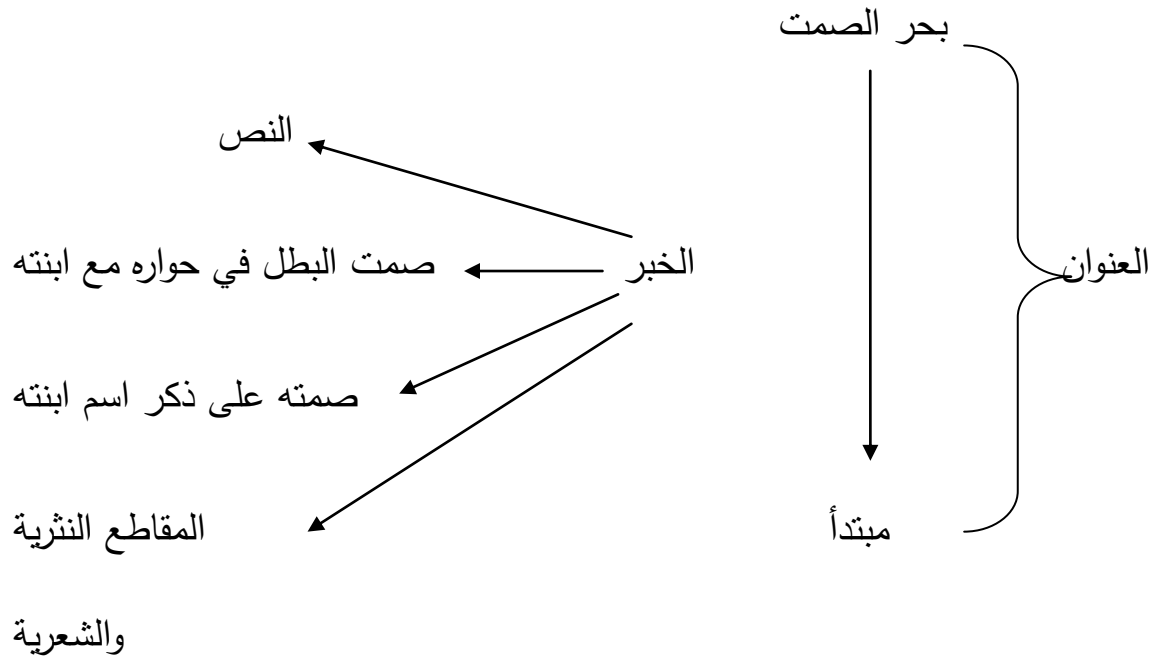 بحر الصمت
النص
العنوان
الخبر
صمت البطل في حواره مع ابنته
صمته على ذكر اسم ابنته
مبتدأ
المقاطع النثرية
والشعرية